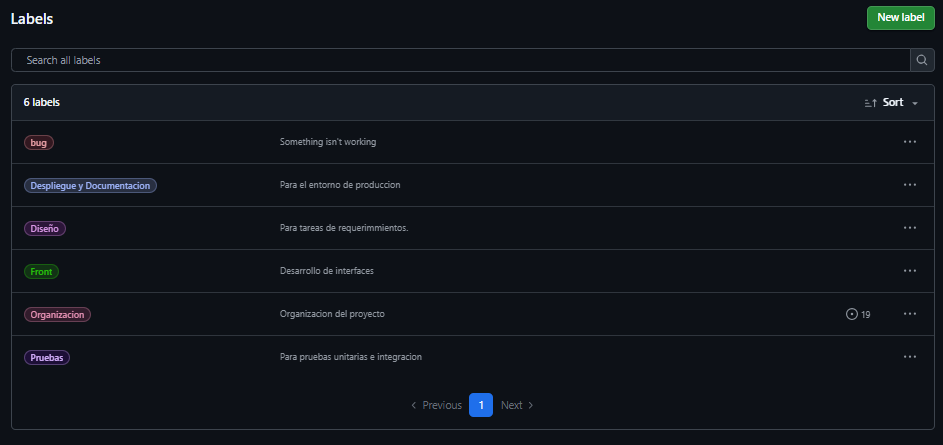 Labels
New label
Search all labels
6 labels
Sort
bug
Something isn't working
Despliegue y Documentacion
Para el entorno de produccion
Diseño
Para tareas de requerimmientos.
Front
Desarrollo de interfaces
Organizacion
Organizacion del proyecto
19
Pruebas
Para pruebas unitarias e integracion
Previous 1 Next